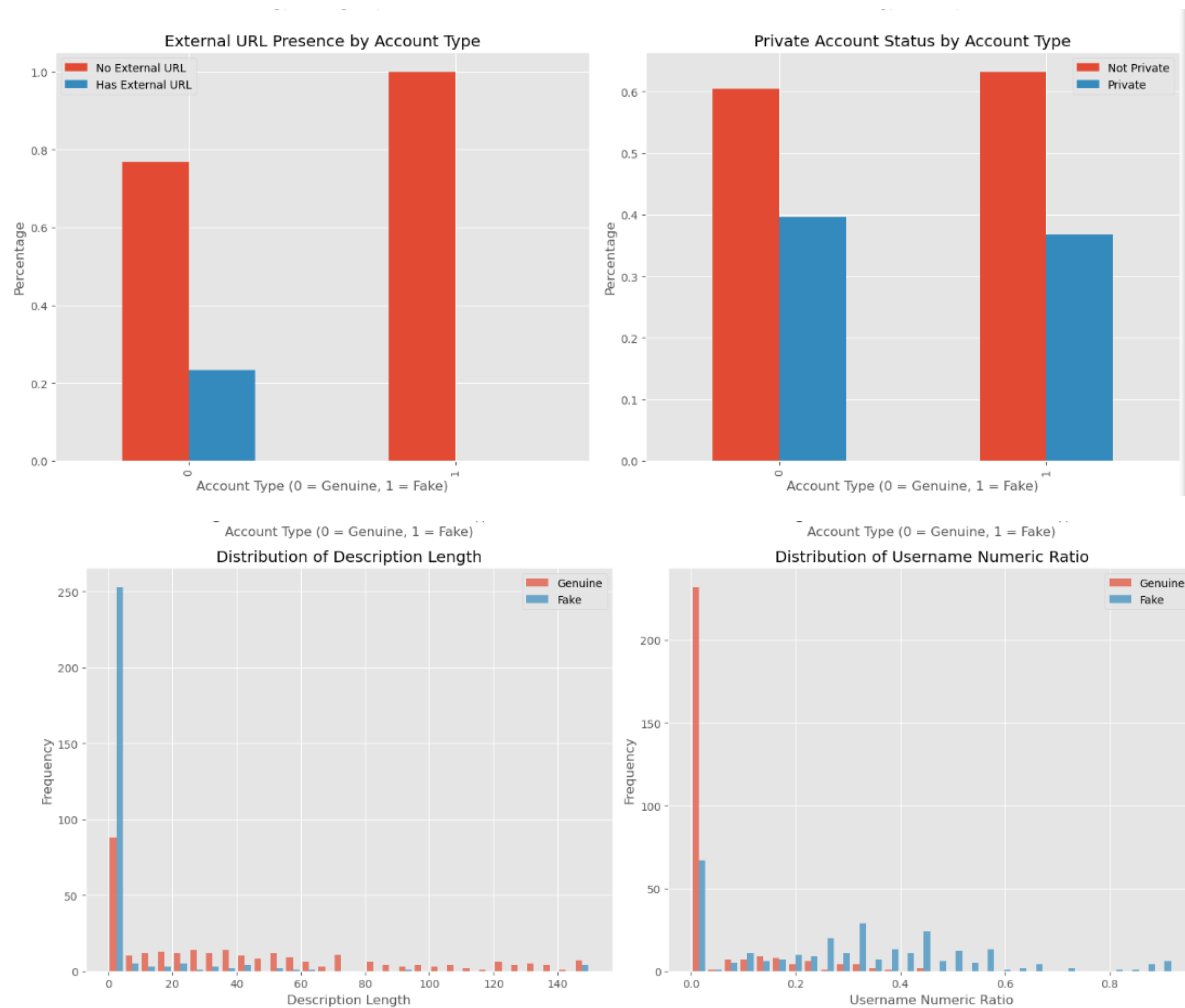 External URL Presence by Account Type
No External URL
Has External URL
1.0
0.8
0.6
0.4
0.2
0.0
Percentage
0
1
Account Type (0 = Genuine, 1 = Fake)
Private Account Status by Account Type
Not Private
Private
0.6
0.5
0.4
0.3
0.2
0.1
0.0
Percentage
0
1
Account Type (0 = Genuine, 1 = Fake)
Account Type (0 = Genuine, 1 = Fake)
Distribution of Description Length
Genuine
Fake
250
200
150
100
50
0
Frequency
0 20 40 60 80 100 120 140
Description Length
Account Type (0 = Genuine, 1 = Fake)
Distribution of Username Numeric Ratio
Genuine
Fake
200
150
100
50
0
Frequency
0.0 0.2 0.4 0.6 0.8
Username Numeric Ratio